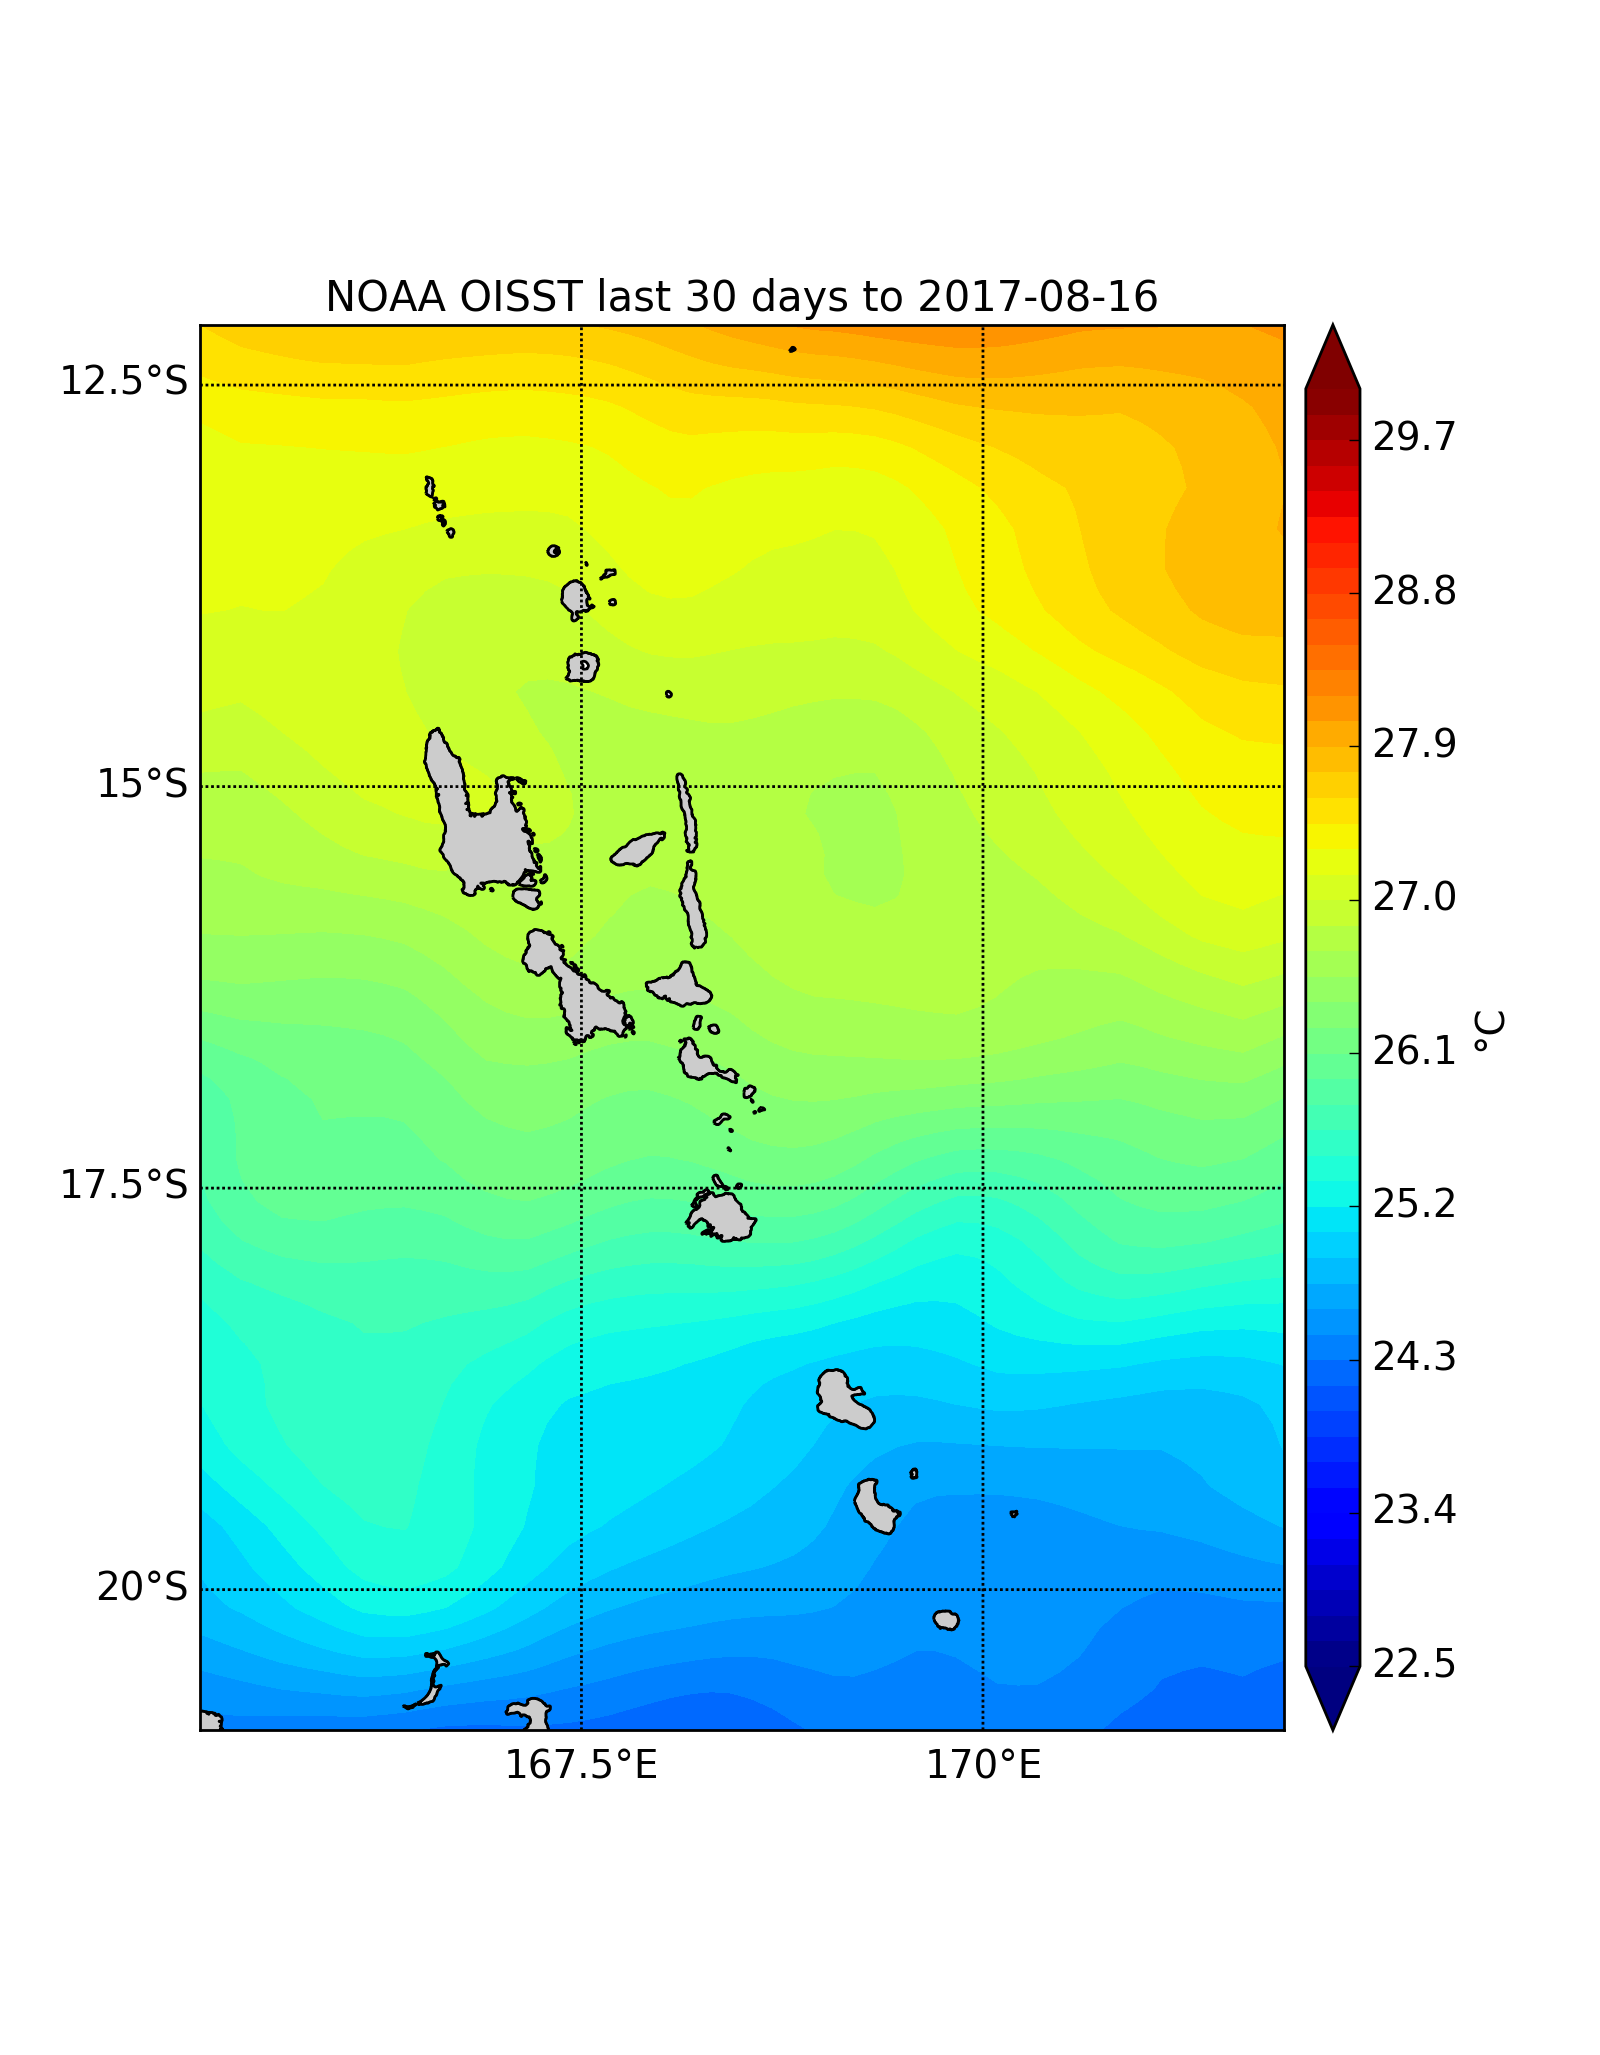 NOAA OISST last 30 days to 2017-08-16
12.5°S
15°S
17.5°S
20°S
167.5°E
170°E
29.7
28.8
27.9
27.0
26.1
25.2
24.3
23.4
22.5
°C